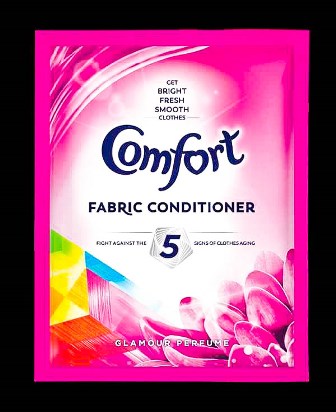 GET
BRIGHT
FRESH
SMOOTH
CLOTHES
Comfort
FABRIC CONDITIONER
FIGHT AGAINST THE 5 SIGNS OF CLOTHES AGING
GLAMOUR PERFUME